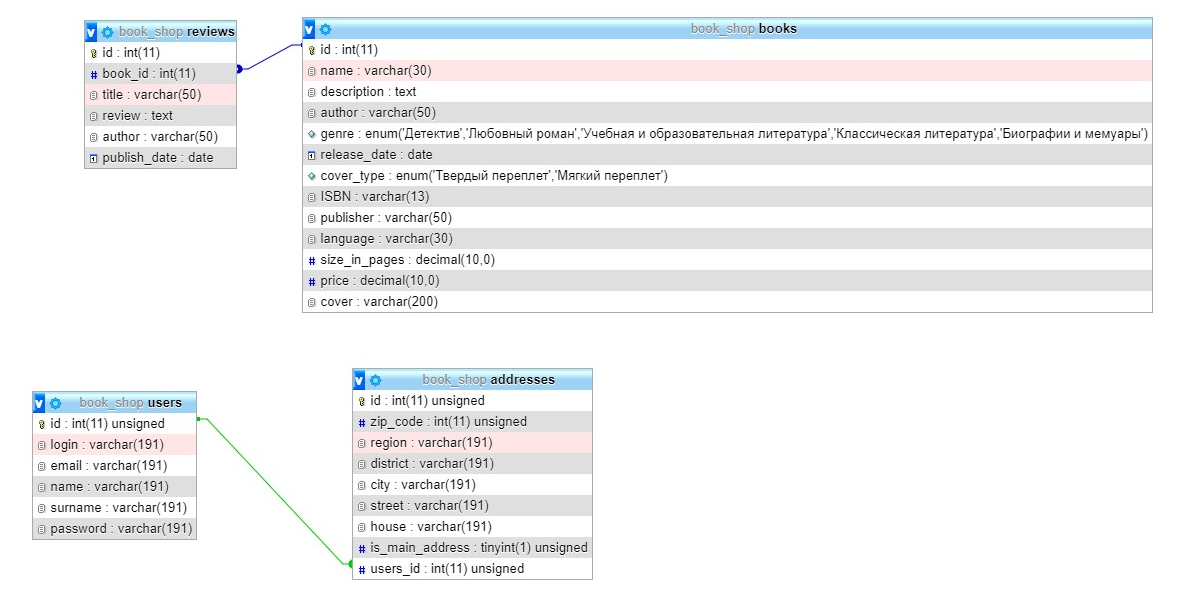 book_shop reviews
id : int(11)
book_id : int(11)
title : varchar(50)
review : text
author : varchar(50)
publish_date : date
book_shop books
id : int(11)
name : varchar(30)
description : text
author : varchar(50)
genre : enum('Детектив','Любовный роман','Учебная и образовательная литература','Классическая литература','Биографии и мемуары')
release_date : date
cover_type : enum('Твердый переплет','Мягкий переплет')
ISBN : varchar(13)
publisher : varchar(50)
language : varchar(30)
size_in_pages : decimal(10,0)
price : decimal(10,0)
cover : varchar(200)
book_shop users
id : int(11) unsigned
login : varchar(191)
email : varchar(191)
name : varchar(191)
surname : varchar(191)
password : varchar(191)
book_shop addresses
id : int(11) unsigned
zip_code : int(11) unsigned
region : varchar(191)
district : varchar(191)
city : varchar(191)
street : varchar(191)
house : varchar(191)
is_main_address : tinyint(1) unsigned
users_id : int(11) unsigned